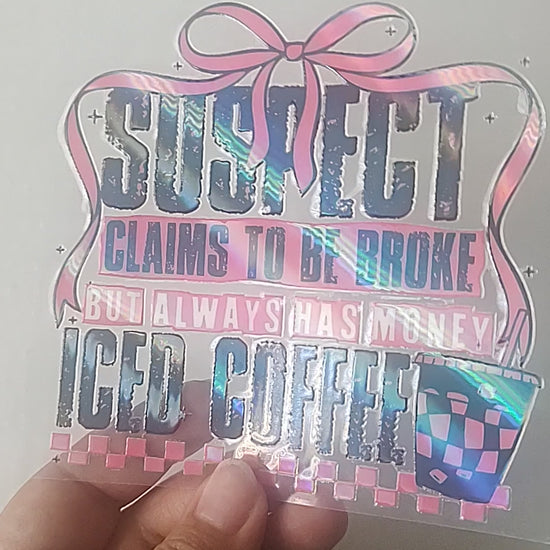 SUSPECT
CLAIMS TO BE BROKE
BUT ALWAYS HAS MONEY
ICED COFFEE